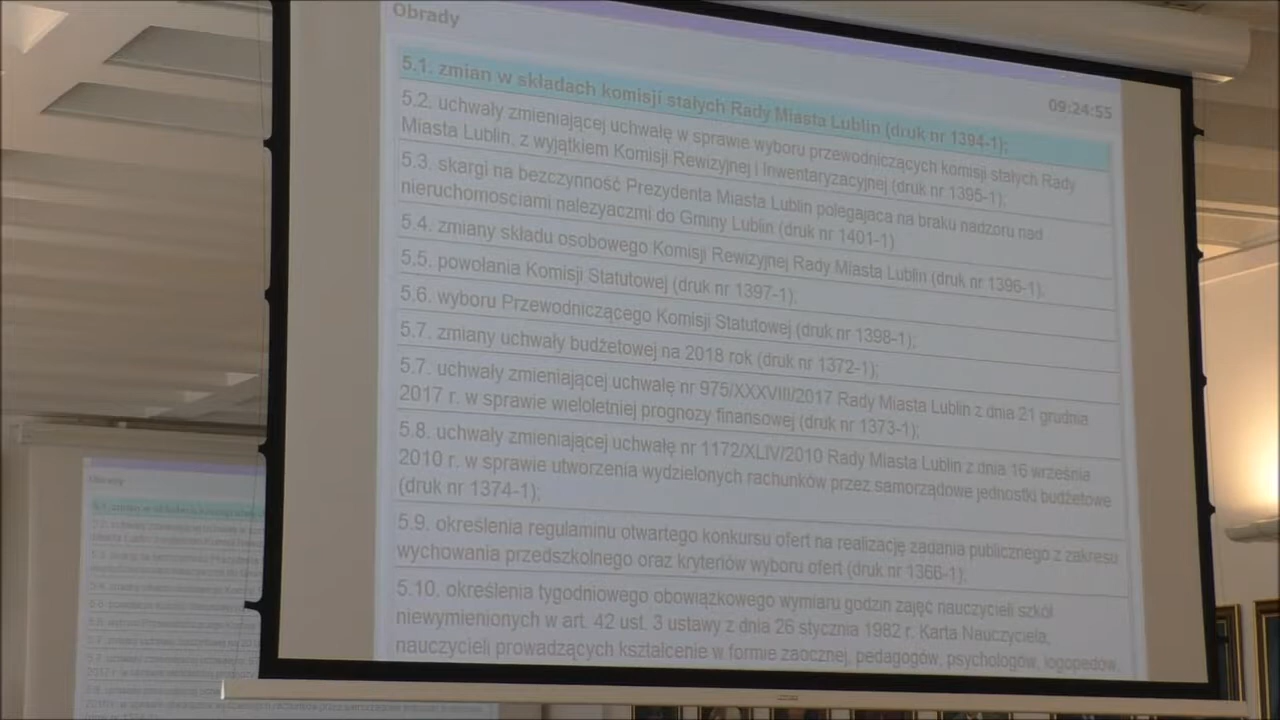 Obrady
09:24:55
5.1. zmian w składach komisji stałych Rady Miasta Lublin (druk nr 1394-1);
5.2. uchwały zmieniającej uchwałę w sprawie wyboru przewodniczących komisji stałych Rady
Miasta Lublin, z wyjątkiem Komisji Rewizyjnej i Inwentaryzacyjnej (druk nr 1395-1);
5.3. skargi na bezczynność Prezydenta Miasta Lublin polegajaca na braku nadzoru nad
nieruchomosciami nalezyaczmi do Gminy Lublin (druk nr 1401-1)
5.4. zmiany składu osobowego Komisji Rewizyjnej Rady Miasta Lublin (druk nr 1396-1);
5.5. powołania Komisji Statutowej (druk nr 1397-1);
5.6. wyboru Przewodniczącego Komisji Statutowej (druk nr 1398-1);
5.7. zmiany uchwały budżetowej na 2018 rok (druk nr 1372-1);
5.7. uchwały zmieniającej uchwałę nr 975/XXXVIII/2017 Rady Miasta Lublin z dnia 21 grudnia
2017 r. w sprawie wieloletniej prognozy finansowej (druk nr 1373-1);
5.8. uchwały zmieniającej uchwałę nr 1172/XLIV/2010 Rady Miasta Lublin z dnia 16 września
2010 r. w sprawie utworzenia wydzielonych rachunków przez samorządowe jednostki budżetowe
(druk nr 1374-1);
5.9. określenia regulaminu otwartego konkursu ofert na realizację zadania publicznego z zakresu
wychowania przedszkolnego oraz kryteriów wyboru ofert (druk nr 1366-1);
5.10. określenia tygodniowego obowiązkowego wymiaru godzin zajęć nauczycieli szkół
niewymienionych w art. 42 ust. 3 ustawy z dnia 26 stycznia 1982 r. Karta Nauczyciela,
nauczycieli prowadzących kształcenie w formie zaocznej, pedagogów, psychologów, logopedów,
Obrady